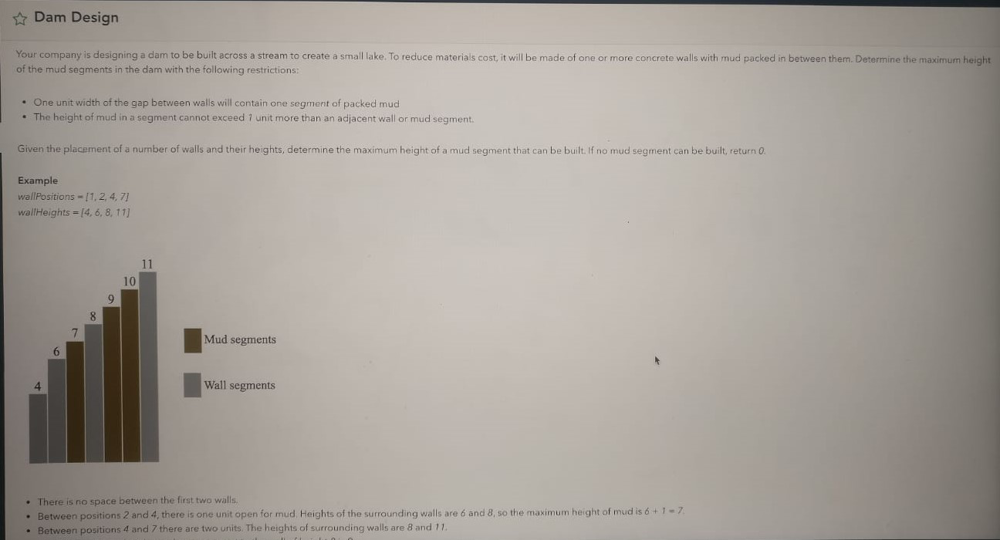 Dam Design
Your company is designing a dam to be built across a stream to create a small lake. To reduce materials cost, it will be made of one or more concrete walls with mud packed in between them. Determine the maximum height
of the mud segments in the dam with the following restrictions:
• One unit width of the gap between walls will contain one segment of packed mud
• The height of mud in a segment cannot exceed 1 unit more than an adjacent wall or mud segment.
Given the placement of a number of walls and their heights, determine the maximum height of a mud segment that can be built. If no mud segment can be built, return 0.
Example
wallPositions = [1, 2, 4, 7]
wallHeights = [4, 6, 8, 11]
11
10
9
8
7
6
4
Mud segments
Wall segments
• There is no space between the first two walls.
• Between positions 2 and 4, there is one unit open for mud. Heights of the surrounding walls are 6 and 8, so the maximum height of mud is 6 + 1 = 7.
• Between positions 4 and 7 there are two units. The heights of surrounding walls are 8 and 11.